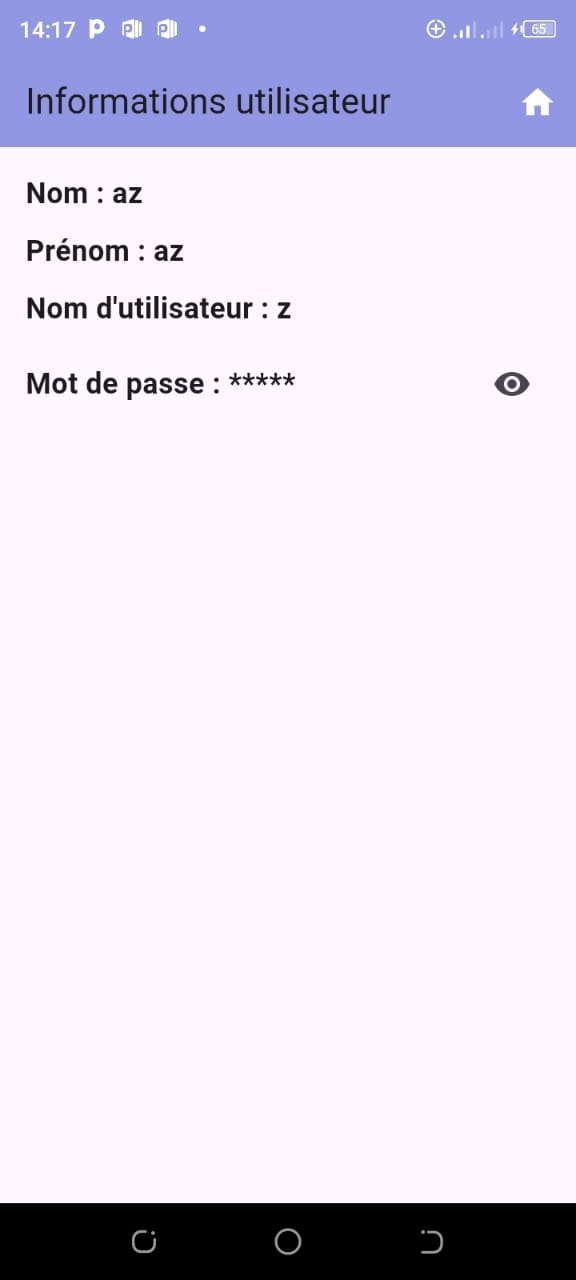 14:17
65
Informations utilisateur
Nom : az
Prénom : az
Nom d'utilisateur : z
Mot de passe : *****